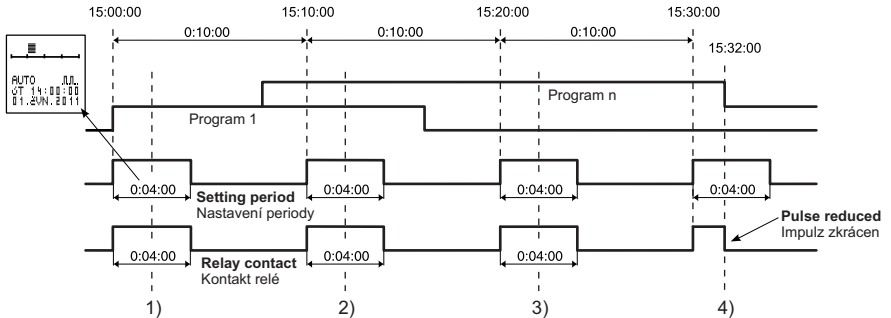 15:00:00 15:10:00 15:20:00 15:30:00
0:10:00 0:10:00 0:10:00
15:32:00
AUTO
ÚT 14:00:00
01.ČVN.2011
Program n
Program 1
0:04:00 0:04:00 0:04:00 0:04:00
Setting period
Nastavení periody
Pulse reduced
Impulz zkrácen
0:04:00 0:04:00 0:04:00
Relay contact
Kontakt relé
1) 2) 3) 4)